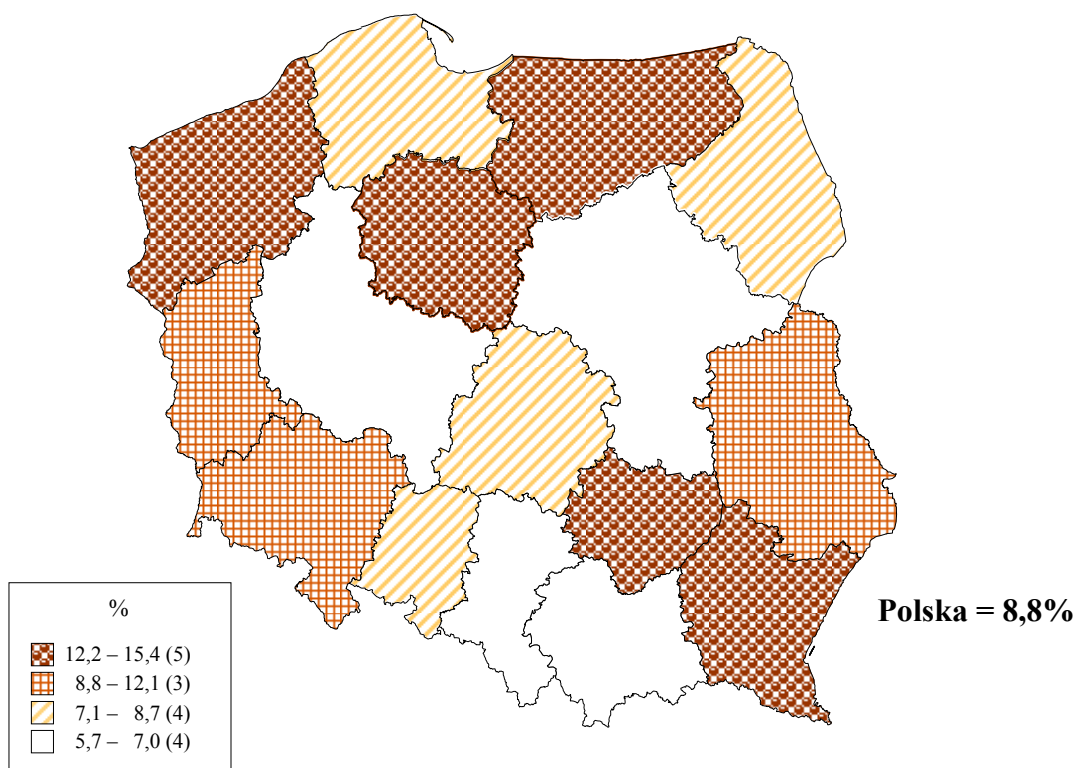 %
12,2 – 15,4 (5)
8,8 – 12,1 (3)
7,1 – 8,7 (4)
5,7 – 7,0 (4)
Polska = 8,8%